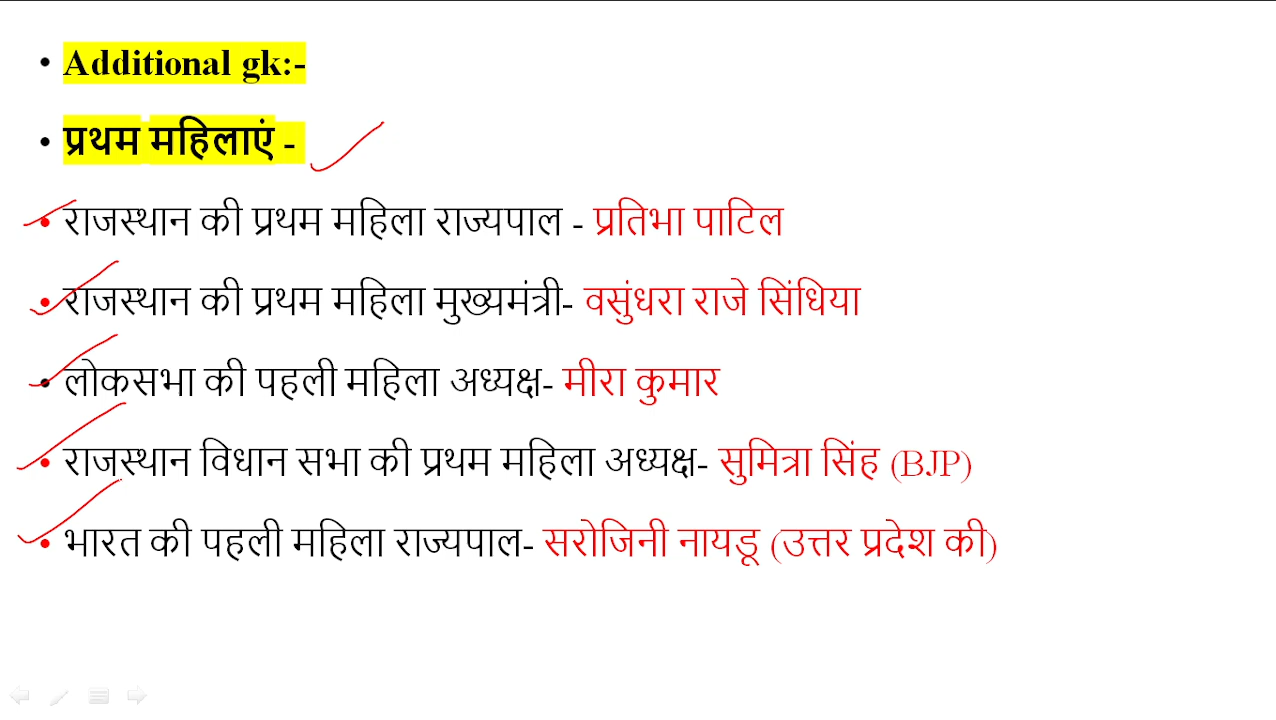 Additional gk:-
प्रथम महिलाएं -
राजस्थान की प्रथम महिला राज्यपाल - प्रतिभा पाटिल
राजस्थान की प्रथम महिला मुख्यमंत्री- वसुंधरा राजे सिंधिया
लोकसभा की पहली महिला अध्यक्ष- मीरा कुमार
राजस्थान विधान सभा की प्रथम महिला अध्यक्ष- सुमित्रा सिंह (BJP)
भारत की पहली महिला राज्यपाल- सरोजिनी नायडू (उत्तर प्रदेश की)